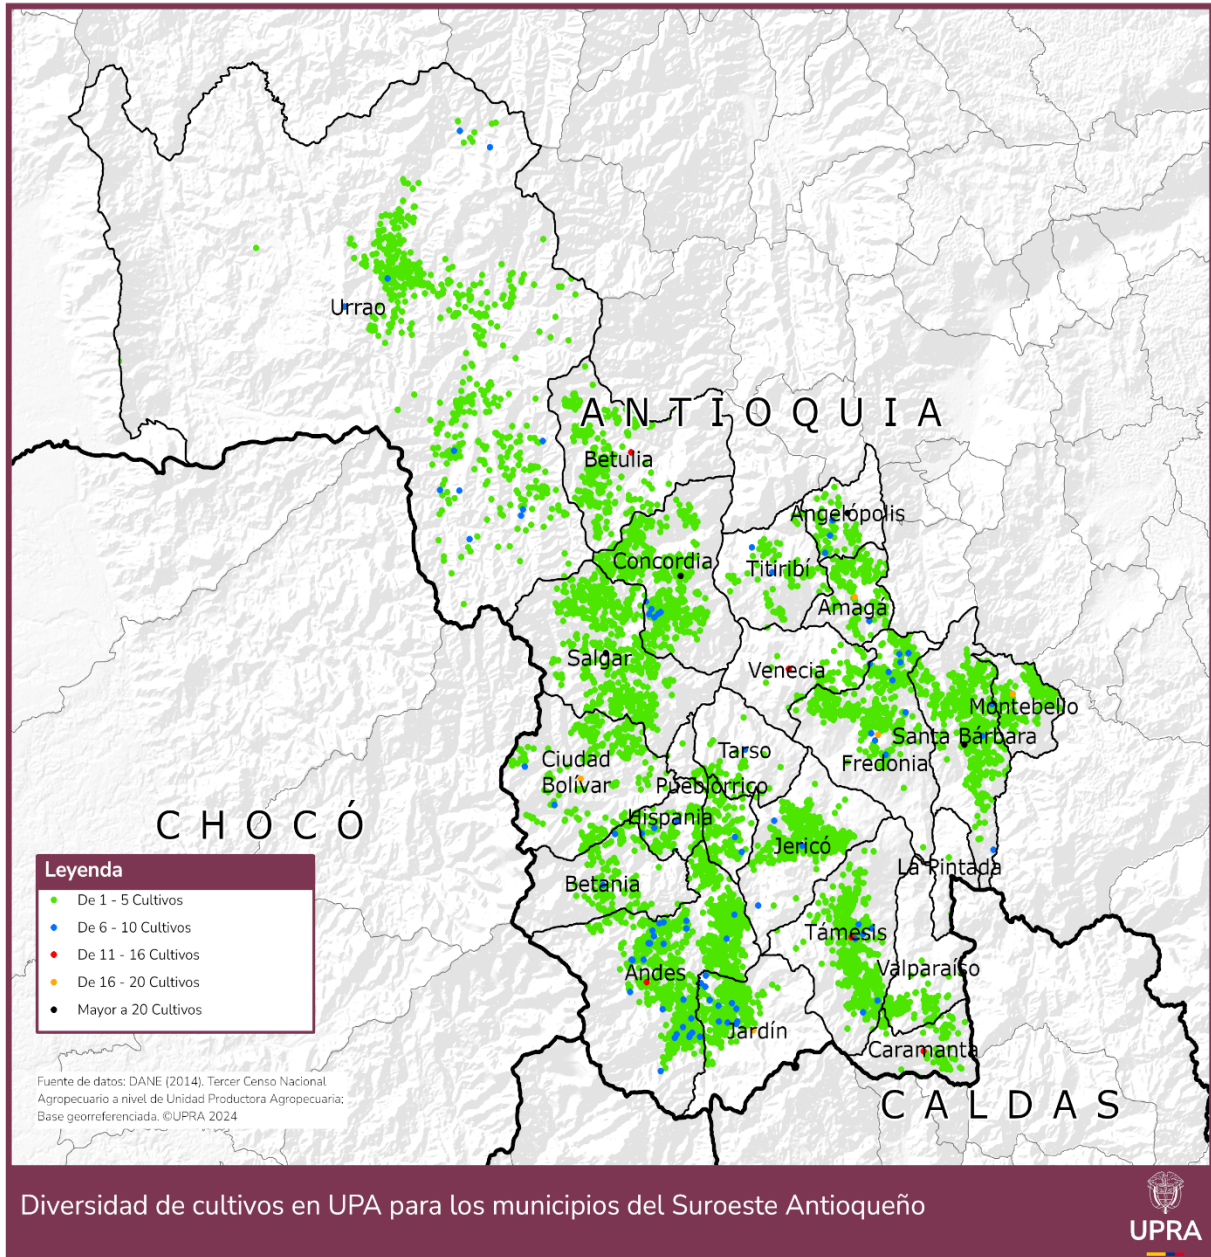 Urrao
ANTIOQUIA
Betulia
Angelópolis
Concordia
Titiribí
Amagá
Salgar
Venecia
Montebello
Santa Bárbara
Tarso
Ciudad
Bolívar
Fredonia
Pueblorrico
Hispania
CHOCÓ
Jericó
La Pintada
Betania
Támesis
Andes
Valparaíso
Jardín
Caramanta
CALDAS
Leyenda
De 1 - 5 Cultivos
De 6 - 10 Cultivos
De 11 - 16 Cultivos
De 16 - 20 Cultivos
Mayor a 20 Cultivos
Fuente de datos: DANE (2014). Tercer Censo Nacional
Agropecuario a nivel de Unidad Productora Agropecuaria;
Base georreferenciada. ©UPRA 2024
Diversidad de cultivos en UPA para los municipios del Suroeste Antioqueño
UPRA